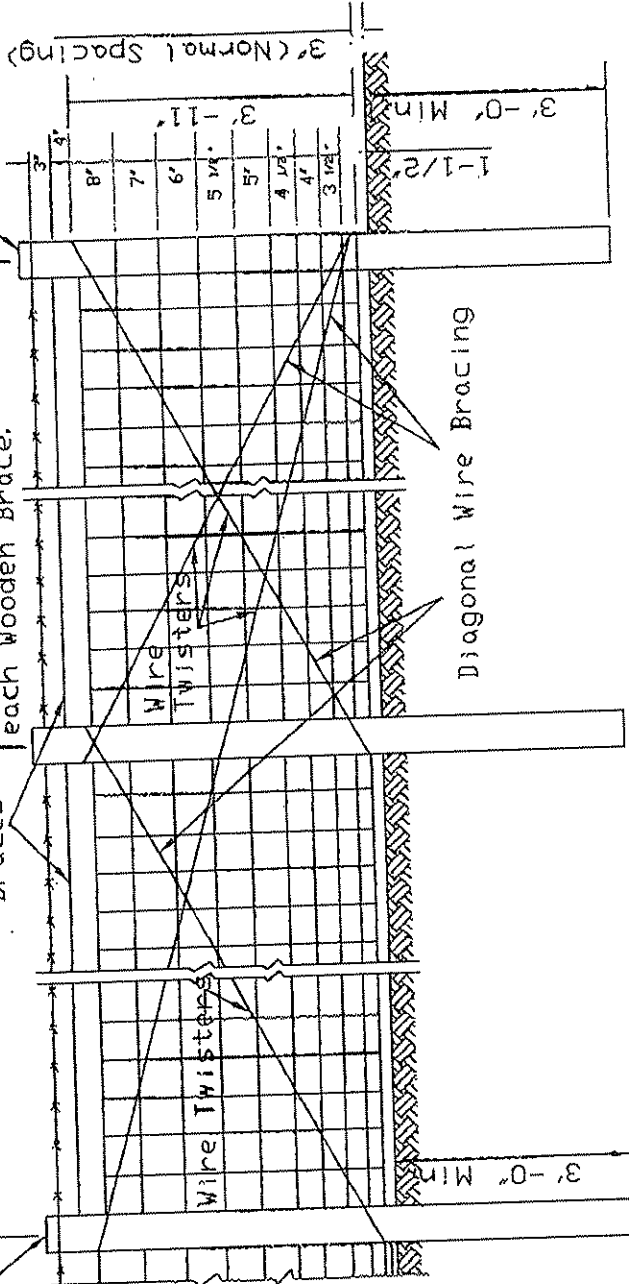 Braces
each Wooden Brace.
3"
4"
8"
7"
6"
5 1/2"
5"
4 1/2"
4"
3 1/2"
3'-11"
3" (Normal Spacing)
1-1/2"
3'-0" Min
Wire
Twisters
Wire Twisters
Diagonal Wire Bracing
3'-0" Min